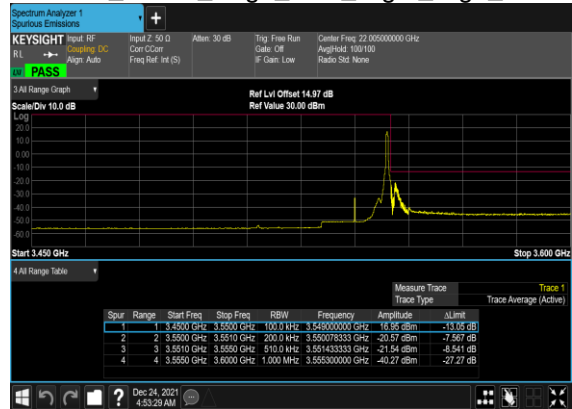 Spectrum Analyzer 1
Spurious Emissions
+
KEYSIGHT Input: RF Input Z: 50 Ω Atten: 30 dB Trig: Free Run Center Freq: 22.005000000 GHz
RL Coupling: DC Corr CCorr Gate: Off Avg|Hold: 100/100
Align: Auto Freq Ref: Int (S) IF Gain: Low Radio Std: None
LW PASS
3 All Range Graph
Ref Lvl Offset 14.97 dB
Scale/Div 10.0 dB Ref Value 30.00 dBm
Log
20.0
10.0
0.00
-10.0
-20.0
-30.0
-40.0
-50.0
-60.0
Start 3.450 GHz Stop 3.600 GHz
4 All Range Table
Measure Trace Trace 1
Trace Type Trace Average (Active)
Spur Range Start Freq Stop Freq RBW Frequency Amplitude ΔLimit
1 1 3.4500 GHz 3.5500 GHz 100.0 kHz 3.549000000 GHz 16.95 dBm -13.05 dB
2 2 3.5500 GHz 3.5510 GHz 200.0 kHz 3.550078333 GHz -20.57 dBm -7.567 dB
3 3 3.5510 GHz 3.5550 GHz 510.0 kHz 3.551433333 GHz -21.54 dBm -8.541 dB
4 4 3.5550 GHz 3.6000 GHz 1.000 MHz 3.555300000 GHz -40.27 dBm -27.27 dB
? Dec 24, 2021
4:53:29 AM